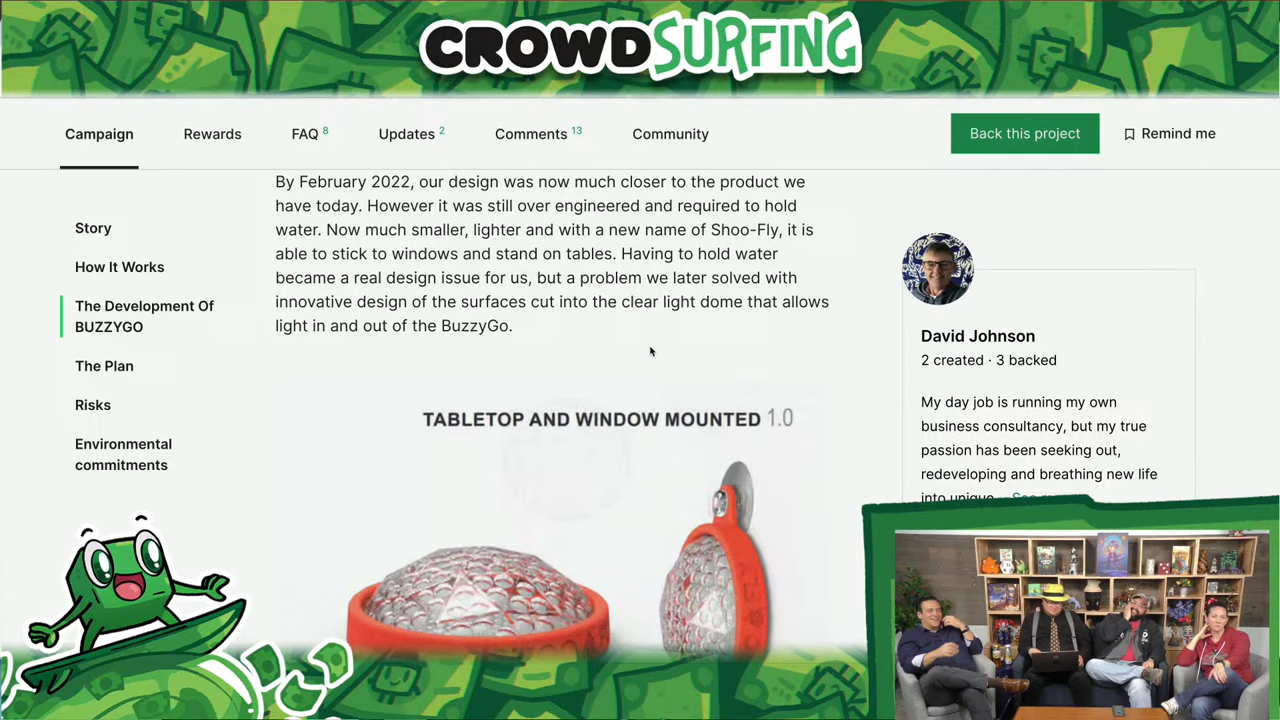 CROWDSURFING
Campaign
Rewards
FAQ 8
Updates 2
Comments 13
Community
Back this project
Remind me
Story
How It Works
The Development Of
BUZZYGO
The Plan
Risks
Environmental
commitments
By February 2022, our design was now much closer to the product we
have today. However it was still over engineered and required to hold
water. Now much smaller, lighter and with a new name of Shoo-Fly, it is
able to stick to windows and stand on tables. Having to hold water
became a real design issue for us, but a problem we later solved with
innovative design of the surfaces cut into the clear light dome that allows
light in and out of the BuzzyGo.
TABLETOP AND WINDOW MOUNTED 1.0
David Johnson
2 created · 3 backed
My day job is running my own
business consultancy, but my true
passion has been seeking out,
redeveloping and breathing new life
into unique